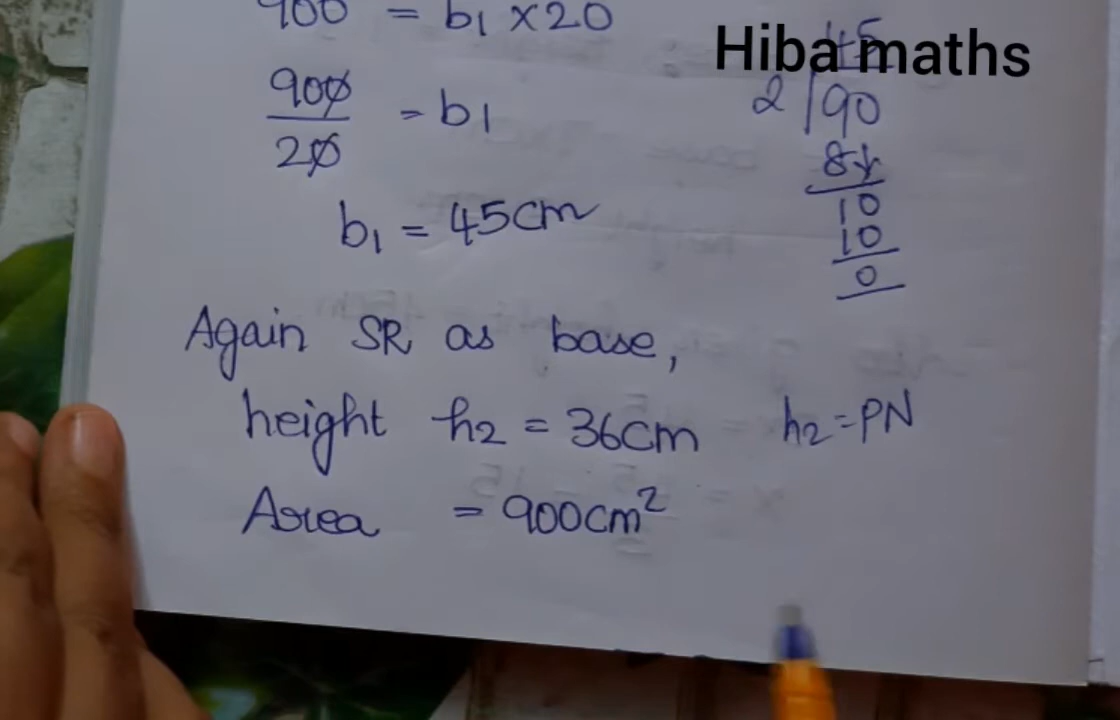 900 = b1 x 20
Hiba maths
900/20 = b1
45
2 90
8
10
10
0
b1 = 45cm
Again SR as base,
height h2 = 36cm h2 = PN
Area = 900cm²